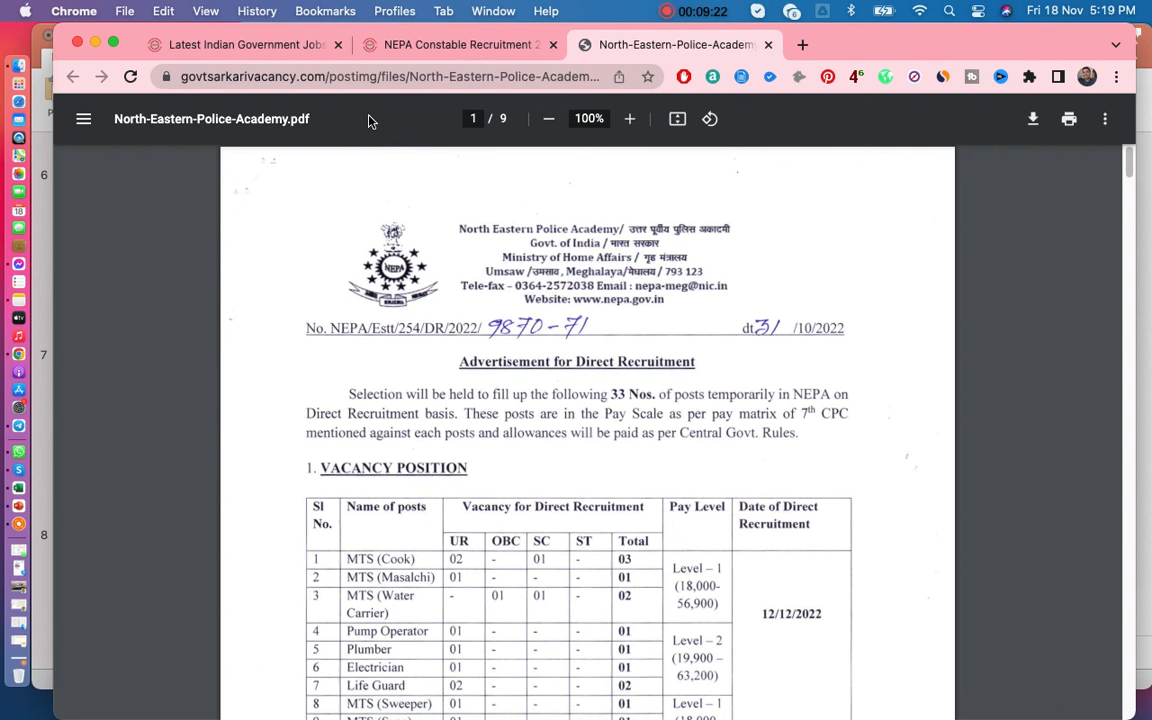 Chrome File Edit View History Bookmarks Profiles Tab Window Help 00:09:22 Fri 18 Nov 5:19 PM
Latest Indian Government Jobs NEPA Constable Recruitment 2 North-Eastern-Police-Academy
govtsarkarivacancy.com/postimg/files/North-Eastern-Police-Academ...
North-Eastern-Police-Academy.pdf 1 / 9 100%
North Eastern Police Academy/ उत्तर पूर्वीय पुलिस अकादमी
Govt. of India / भारत सरकार
Ministry of Home Affairs / गृह मंत्रालय
Umsaw /उमसाव, Meghalaya/मेघालय/ 793 123
Tele-fax – 0364-2572038 Email : nepa-meg@nic.in
Website: www.nepa.gov.in
NEPA
No. NEPA/Estt/254/DR/2022/ 9870-71 dt 31 /10/2022
Advertisement for Direct Recruitment
Selection will be held to fill up the following 33 Nos. of posts temporarily in NEPA on
Direct Recruitment basis. These posts are in the Pay Scale as per pay matrix of 7th CPC
mentioned against each posts and allowances will be paid as per Central Govt. Rules.
1. VACANCY POSITION
Sl No. Name of posts Vacancy for Direct Recruitment Pay Level Date of Direct Recruitment
UR OBC SC ST Total
1 MTS (Cook) 02 - 01 - 03
2 MTS (Masalchi) 01 - - - 01
3 MTS (Water Carrier) - 01 01 - 02
Level – 1 (18,000- 56,900)
12/12/2022
4 Pump Operator 01 - - - 01
5 Plumber 01 - - - 01
6 Electrician 01 - - - 01
7 Life Guard 02 - - - 02
Level – 2 (19,900 – 63,200)
8 MTS (Sweeper) 01 - - - 01
Level – 1
6
7
8